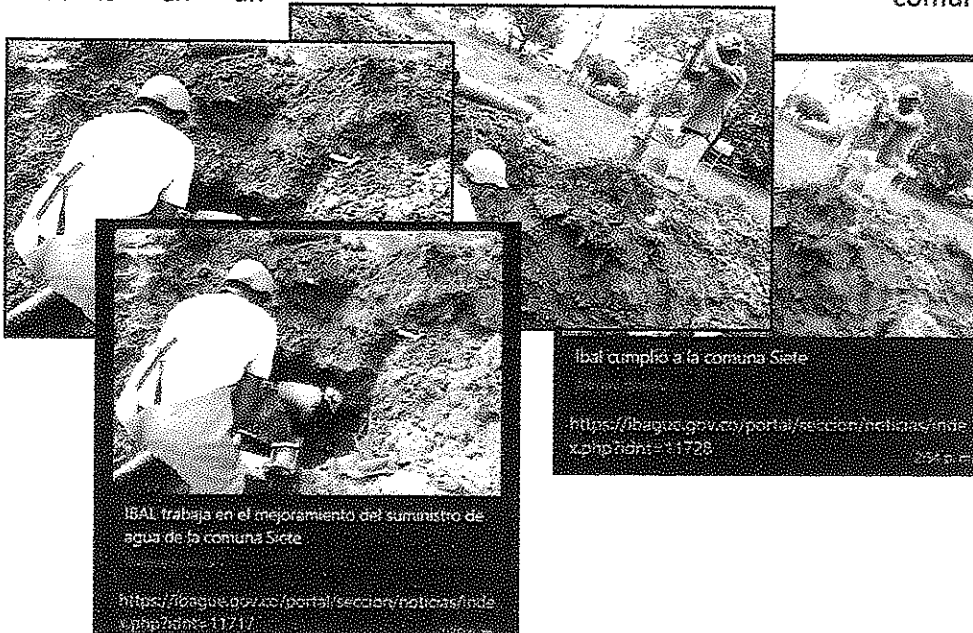 comun
Ibal cumplió a la comuna Siete
https://ibague.gov.co/portal/seccion/noticias/inde
x.php?idnt=11728
IBAL trabaja en el mejoramiento del suministro de
agua de la comuna Siete
https://ibague.gov.co/portal/seccion/noticias/inde
x.php?idnt=11717